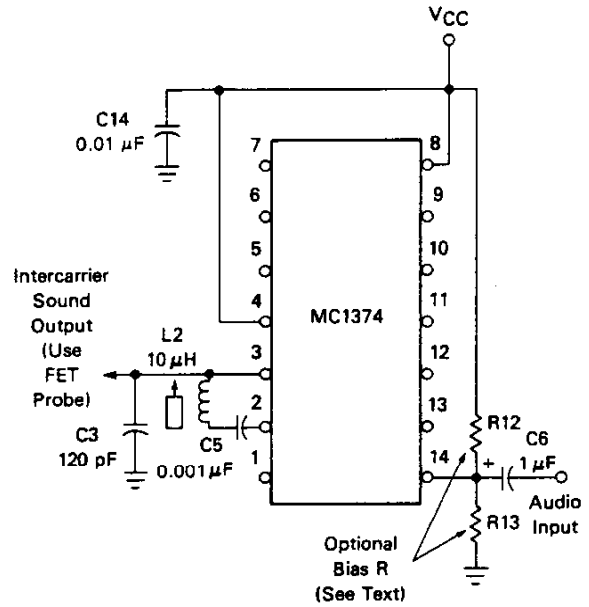 VCC
C14
0.01 µF
7
8
6
9
5
10
Intercarrier
Sound
Output
(Use
FET
Probe)
4
11
MC1374
L2
10 µH
3
12
2
13
C3
120 pF
C5
0.001µF
1
14
R12
C6
+
1 µF
Audio
Input
R13
Optional
Bias R
(See Text)